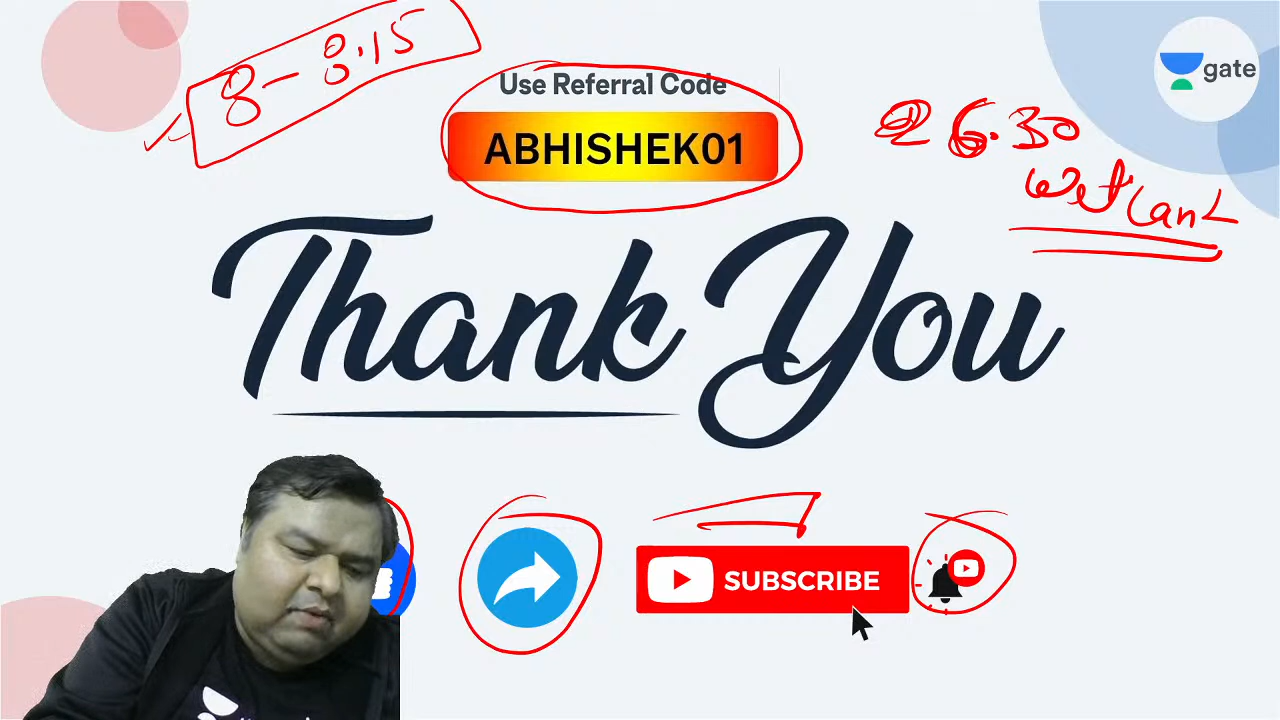 8 - 8.15
Use Referral Code
ABHISHEK01
gate
6.30
Thank You
SUBSCRIBE